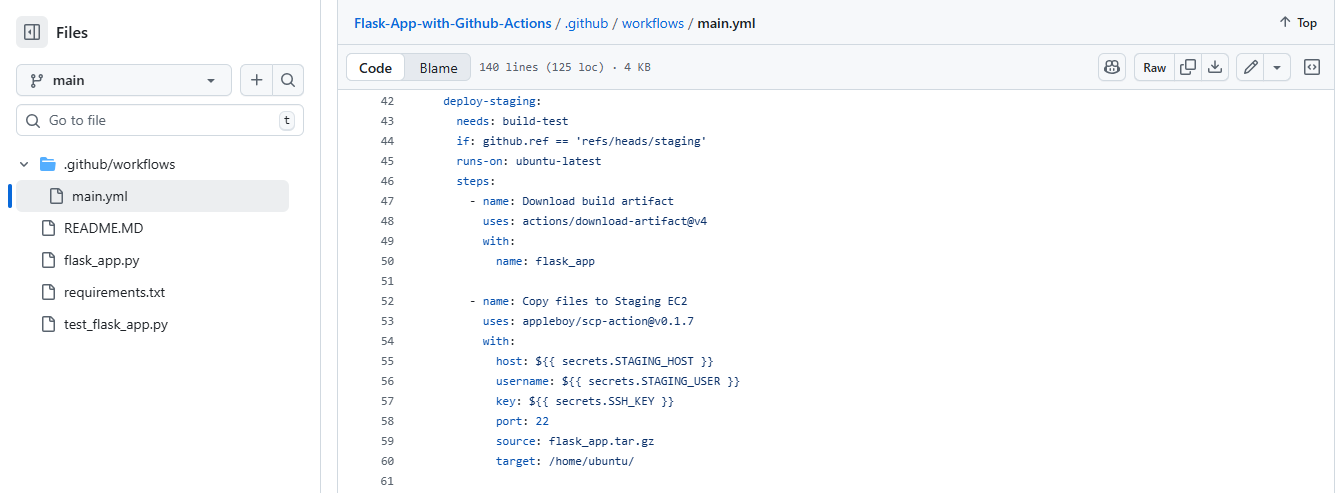 Files
main
Go to file
t
.github/workflows
main.yml
README.MD
flask_app.py
requirements.txt
test_flask_app.py
Flask-App-with-Github-Actions / .github / workflows / main.yml
Top
Code
Blame
140 lines (125 loc) · 4 KB
Raw
42 deploy-staging:
43 needs: build-test
44 if: github.ref == 'refs/heads/staging'
45 runs-on: ubuntu-latest
46 steps:
47 - name: Download build artifact
48 uses: actions/download-artifact@v4
49 with:
50 name: flask_app
51
52 - name: Copy files to Staging EC2
53 uses: appleboy/scp-action@v0.1.7
54 with:
55 host: ${{ secrets.STAGING_HOST }}
56 username: ${{ secrets.STAGING_USER }}
57 key: ${{ secrets.SSH_KEY }}
58 port: 22
59 source: flask_app.tar.gz
60 target: /home/ubuntu/
61